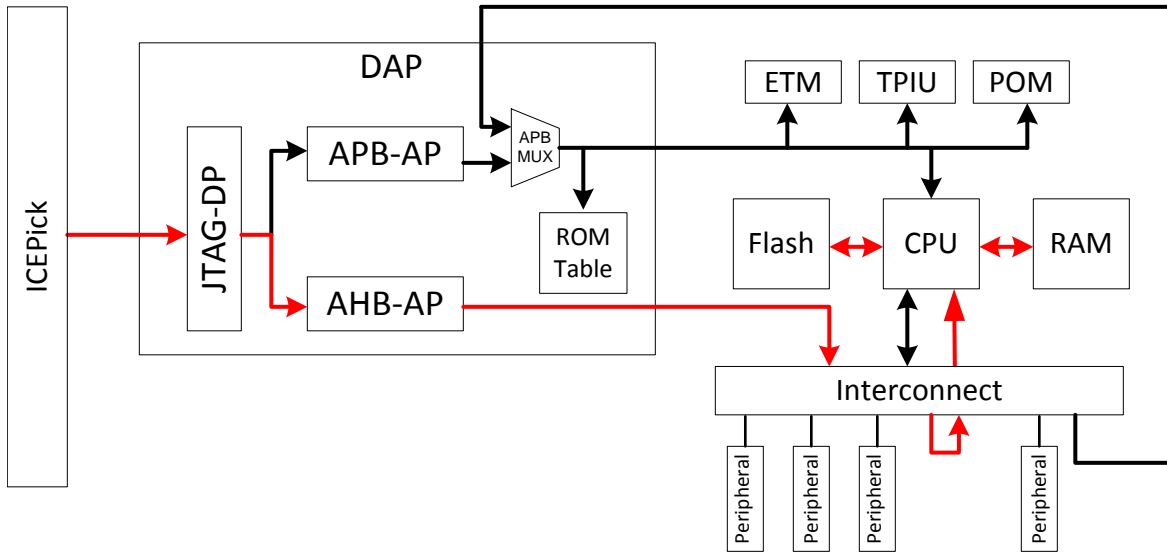 DAP
ETM
TPIU
POM
ICEPick
JTAG-DP
APB-AP
APB
MUX
ROM
Table
Flash
CPU
RAM
AHB-AP
Interconnect
Peripheral
Peripheral
Peripheral
Peripheral